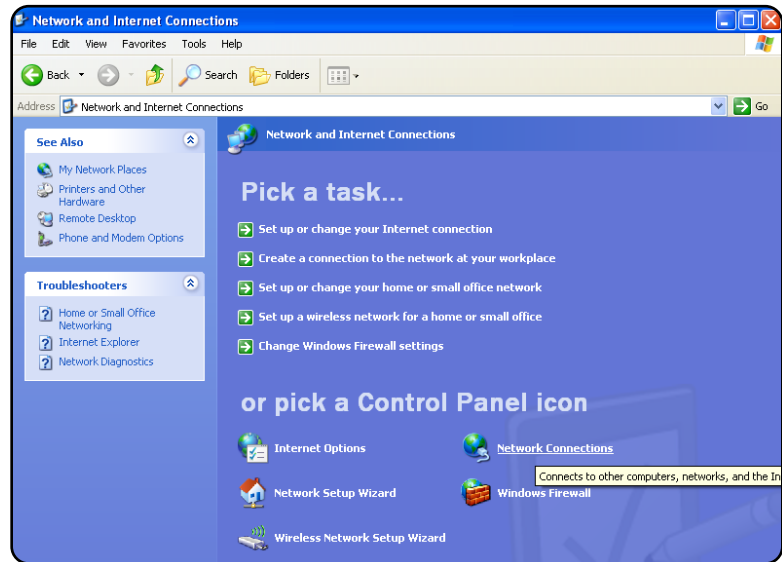 Network and Internet Connections
File Edit View Favorites Tools Help
Back Search Folders
Address Network and Internet Connections Go
See Also
My Network Places
Printers and Other
Hardware
Remote Desktop
Phone and Modem Options
Troubleshooters
Home or Small Office
Networking
Internet Explorer
Network Diagnostics
Network and Internet Connections
Pick a task...
Set up or change your Internet connection
Create a connection to the network at your workplace
Set up or change your home or small office network
Set up a wireless network for a home or small office
Change Windows Firewall settings
or pick a Control Panel icon
Internet Options
Network Connections
Connects to other computers, networks, and the In
Network Setup Wizard
Windows Firewall
Wireless Network Setup Wizard